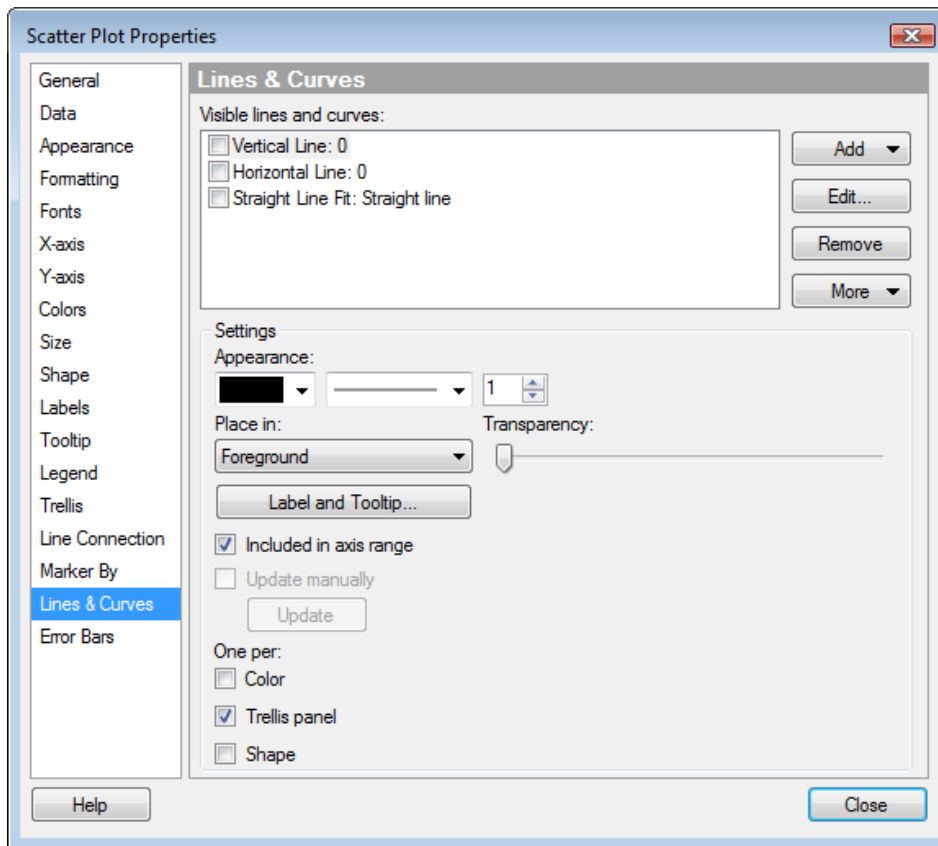 Scatter Plot Properties
General
Data
Appearance
Formatting
Fonts
X-axis
Y-axis
Colors
Size
Shape
Labels
Tooltip
Legend
Trellis
Line Connection
Marker By
Lines & Curves
Error Bars
Lines & Curves
Visible lines and curves:
Vertical Line: 0
Horizontal Line: 0
Straight Line Fit: Straight line
Add
Edit...
Remove
More
Settings
Appearance:
1
Place in:
Transparency:
Foreground
Label and Tooltip...
Included in axis range
Update manually
Update
One per:
Color
Trellis panel
Shape
Help
Close